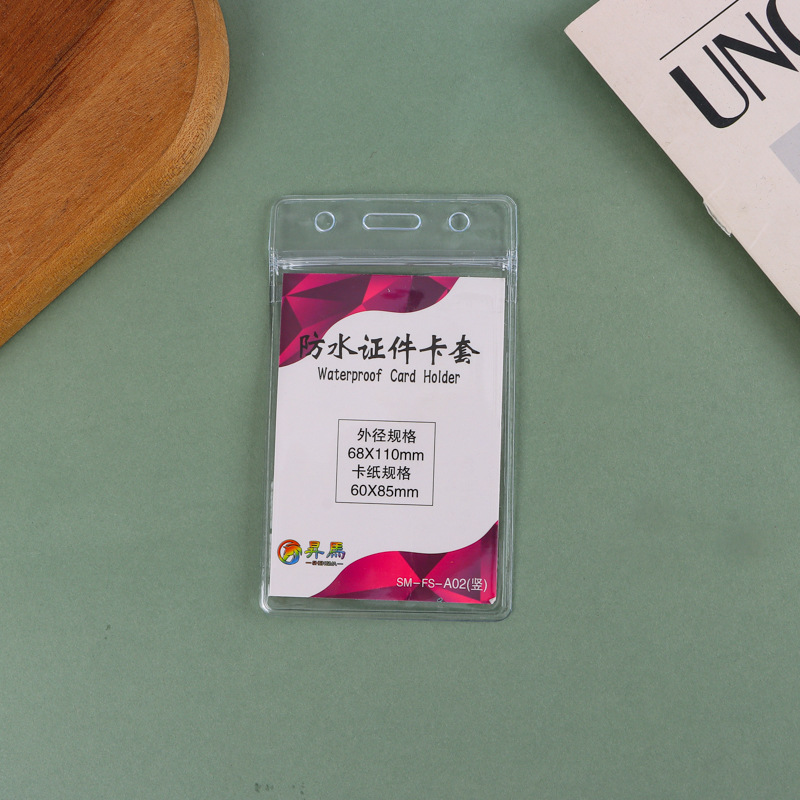 UNC
防水证件卡套
Waterproof Card Holder
外径规格
68X110mm
卡纸规格
60X85mm
昇馬
SM-FS-A02(竖)